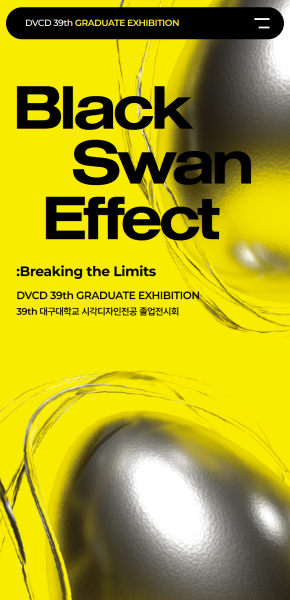 DVCD 39th GRADUATE EXHIBITION
Black
Swan
Effect
:Breaking the Limits
DVCD 39th GRADUATE EXHIBITION
39th 대구대학교 시각디자인전공 졸업전시회